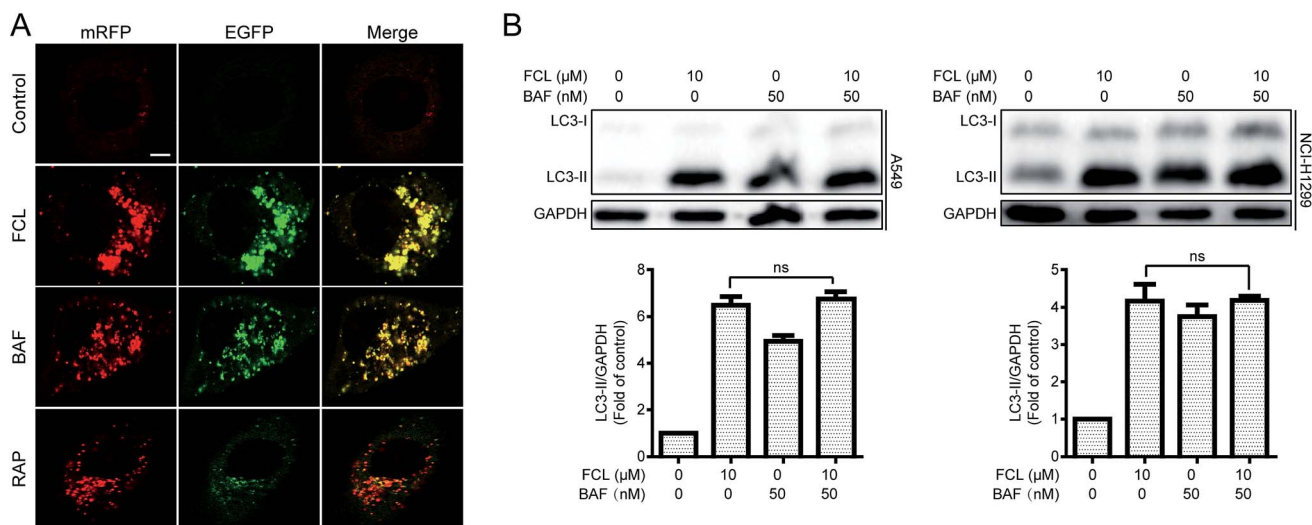 A
mRFP EGFP Merge
Control
FCL
BAF
RAP
B
FCL (µM) 0 10 0 10
BAF (nM) 0 0 50 50
LC3-I
LC3-II
GAPDH
A549
8
6
4
2
0
LC3-II/GAPDH
(Fold of control)
ns
FCL (µM) 0 10 0 10
BAF (nM) 0 0 50 50
FCL (µM) 0 10 0 10
BAF (nM) 0 0 50 50
LC3-I
LC3-II
GAPDH
NCI-H1299
5
4
3
2
1
0
LC3-II/GAPDH
(Fold of control)
ns
FCL (µM) 0 10 0 10
BAF (nM) 0 0 50 50